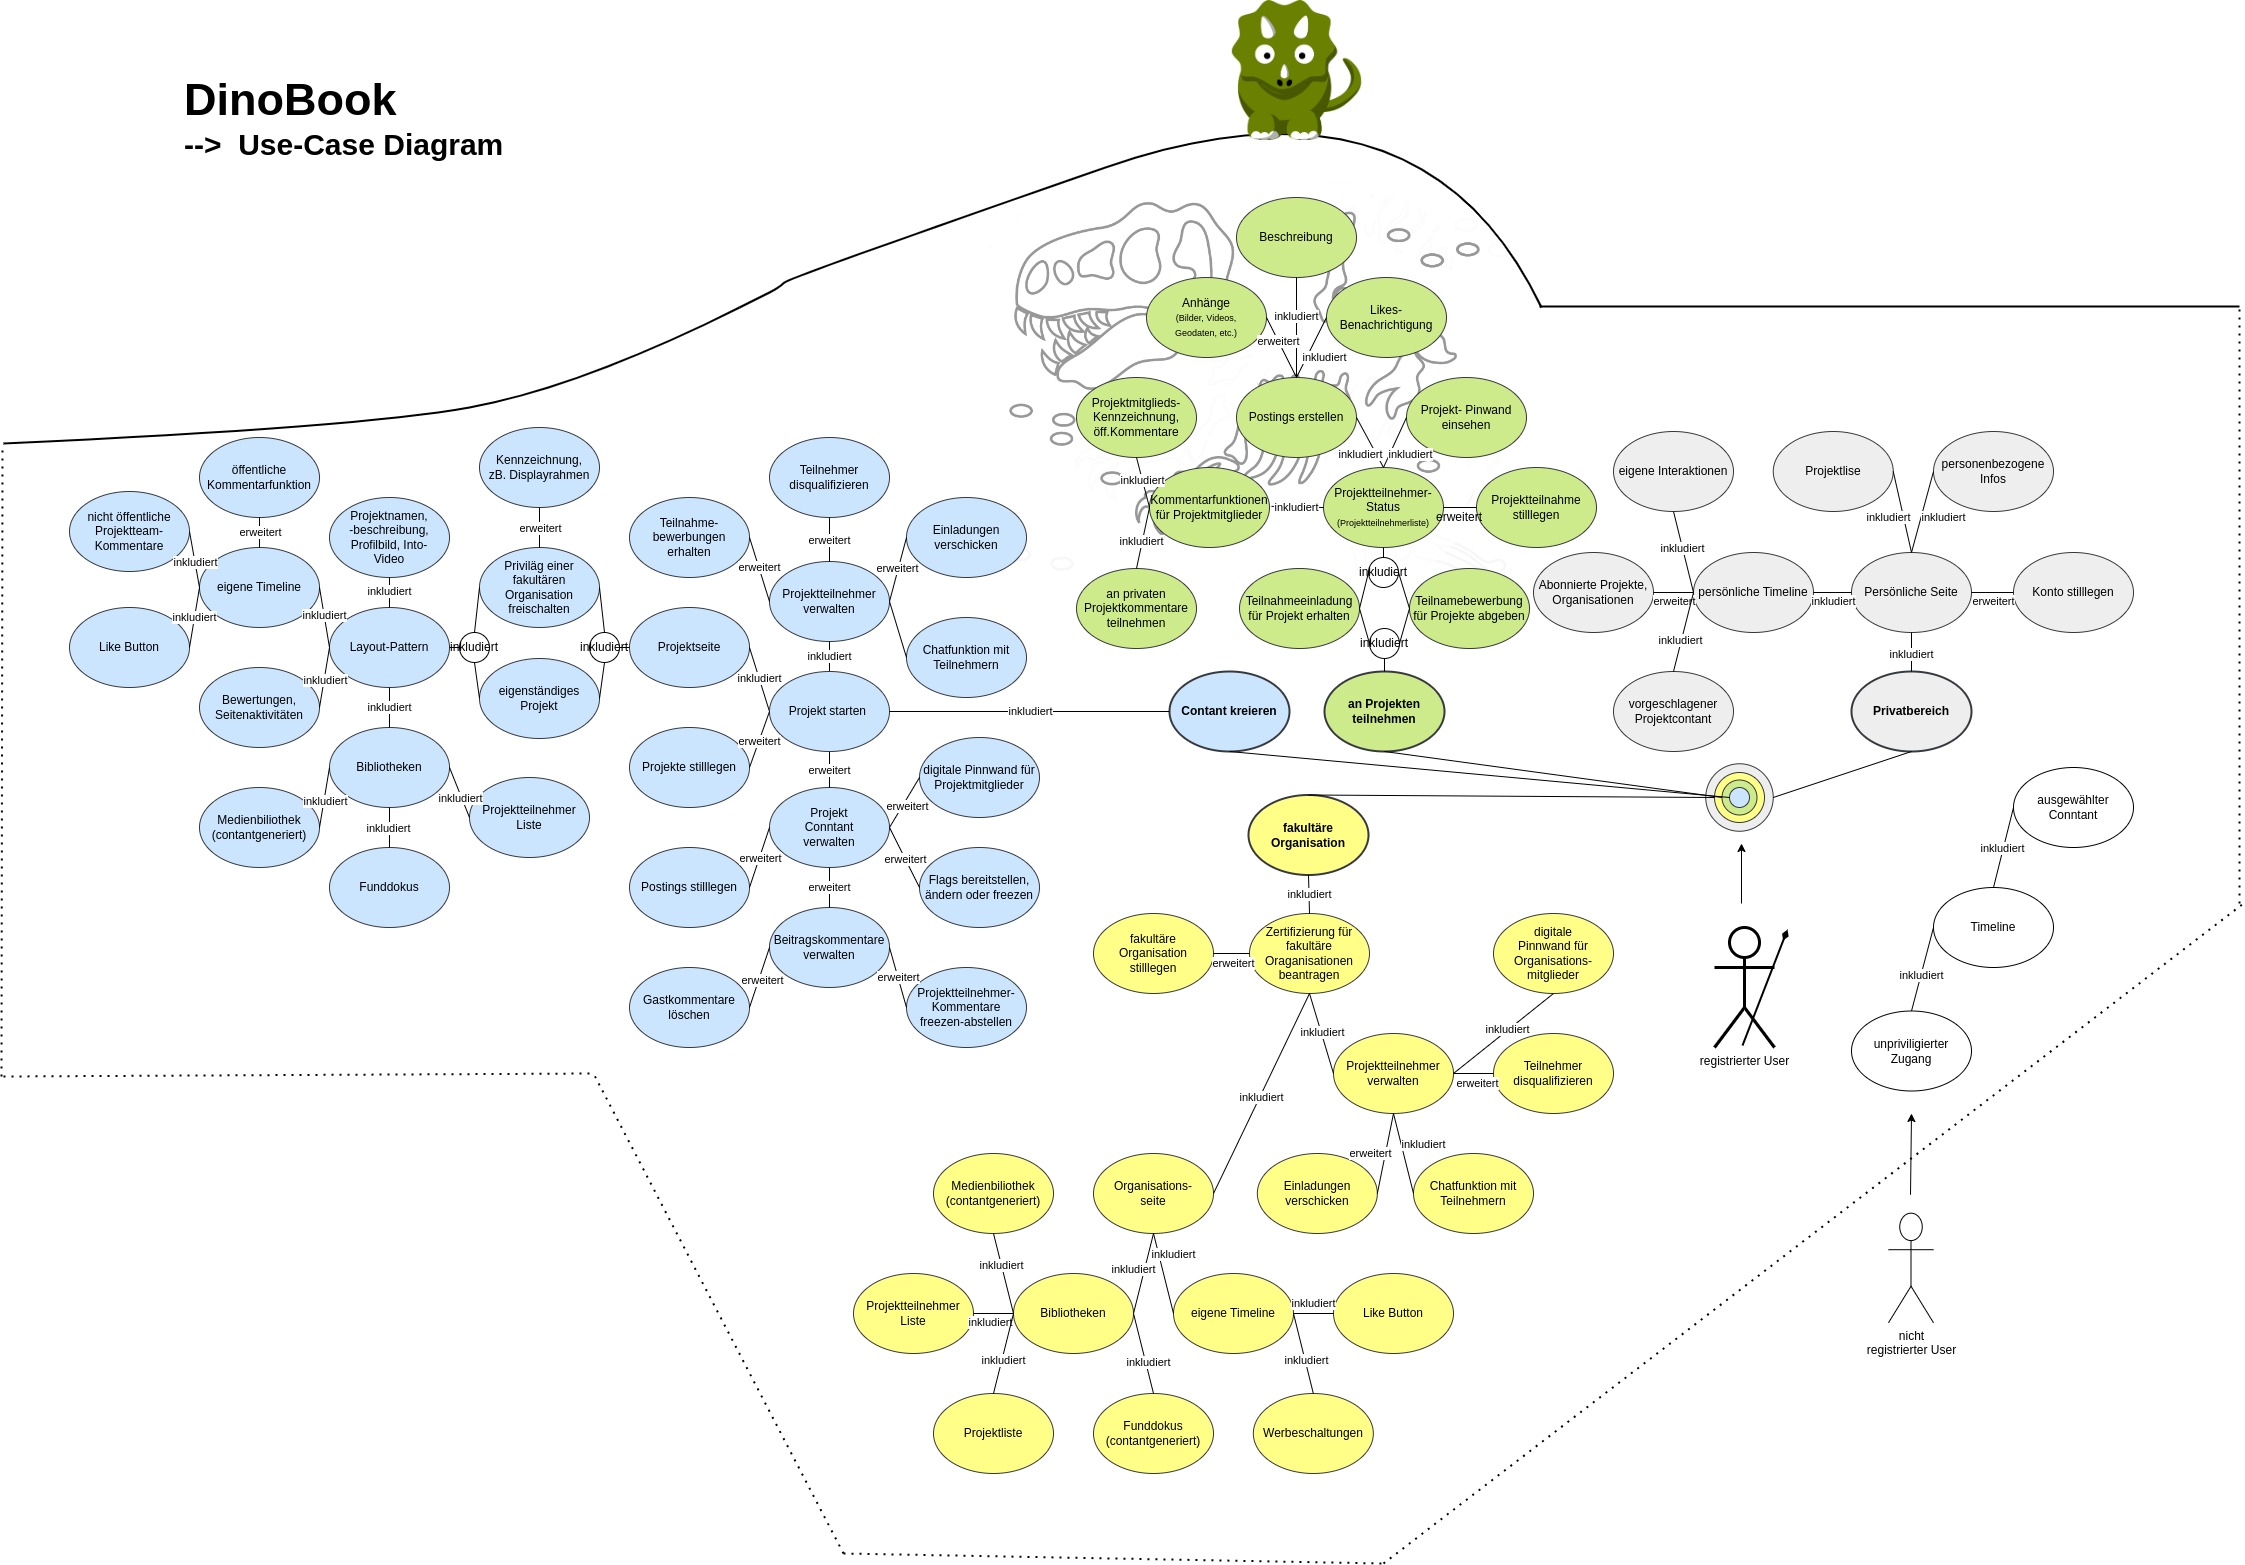 DinoBook
--> Use-Case Diagram
Beschreibung
inkludiert
Anhänge
(Bilder, Videos,
Geodaten, etc.)
erweitert
Likes-
Benachrichtigung
inkludiert
Projektmitglieds-
Kennzeichnung,
öff.Kommentare
Postings erstellen
Projekt- Pinwand
einsehen
inkludiert
inkludiert
inkludiert
Kommentarfunktionen
für Projektmitglieder
inkludiert
Projektteilnehmer-
Status
(Projektteilnehmerliste)
erweitert
Projektteilnahme
stilllegen
inkludiert
inkludiert
an privaten
Projektkommentare
teilnehmen
Teilnahmeeinladung
für Projekt erhalten
Teilnamebewerbung
für Projekte abgeben
inkludiert
an Projekten
teilnehmen
Contant kreieren
inkludiert
öffentliche
Kommentarfunktion
erweitert
nicht öffentliche
Projektteam-
Kommentare
inkludiert
eigene Timeline
inkludiert
Like Button
inkludiert
Projektnamen,
-beschreibung,
Profilbild, Into-
Video
inkludiert
Layout-Pattern
inkludiert
Bewertungen,
Seitenaktivitäten
inkludiert
Bibliotheken
inkludiert
Medienbiliothek
(contantgeneriert)
inkludiert
Funddokus
inkludiert
Projektteilnehmer
Liste
Kennzeichnung,
zB. Displayrahmen
erweitert
Priviläg einer
fakultären
Organisation
freischalten
inkludiert
inkludiert
eigenständiges
Projekt
Projektseite
inkludiert
Teilnehmer
disqualifizieren
erweitert
Teilnahme-
bewerbungen
erhalten
erweitert
Projektteilnehmer
verwalten
erweitert
Einladungen
verschicken
Chatfunktion mit
Teilnehmern
inkludiert
Projekt starten
erweitert
Projekte stilllegen
erweitert
Projekt
Conntant
verwalten
erweitert
digitale Pinnwand für
Projektmitglieder
erweitert
Flags bereitstellen,
ändern oder freezen
erweitert
Postings stilllegen
erweitert
Beitragskommentare
verwalten
erweitert
Gastkommentare
löschen
erweitert
Projektteilnehmer-
Kommentare
freezen-abstellen
eigene Interaktionen
inkludiert
Abonnierte Projekte,
Organisationen
erweitert
persönliche Timeline
inkludiert
vorgeschlagener
Projektcontant
inkludiert
Projektlise
inkludiert
personenbezogene
Infos
inkludiert
Persönliche Seite
erweitert
Konto stilllegen
inkludiert
Privatbereich
ausgewählter
Conntant
inkludiert
Timeline
inkludiert
unpriviligierter
Zugang
registrierter User
nicht
registrierter User
fakultäre
Organisation
inkludiert
fakultäre
Organisation
stilllegen
erweitert
Zertifizierung für
fakultäre
Oraganisationen
beantragen
digitale
Pinnwand für
Organisations-
mitglieder
inkludiert
inkludiert
Projektteilnehmer
verwalten
erweitert
Teilnehmer
disqualifizieren
inkludiert
erweitert
inkludiert
Medienbiliothek
(contantgeneriert)
Organisations-
seite
Einladungen
verschicken
Chatfunktion mit
Teilnehmern
inkludiert
inkludiert
inkludiert
Projektteilnehmer
Liste
inkludiert
Bibliotheken
eigene Timeline
inkludiert
Like Button
inkludiert
inkludiert
inkludiert
Projektliste
Funddokus
(contantgeneriert)
Werbeschaltungen